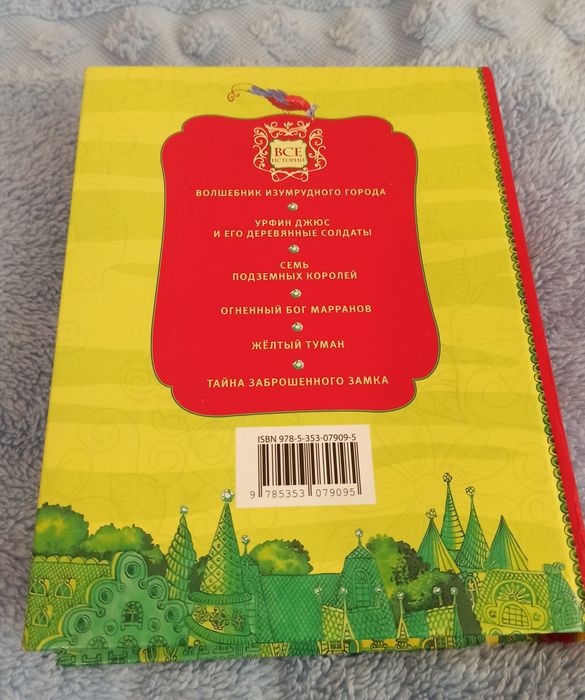 ВСЕ
ИСТОРИИ
ВОЛШЕБНИК ИЗУМРУДНОГО ГОРОДА
УРФИН ДЖЮС
И ЕГО ДЕРЕВЯННЫЕ СОЛДАТЫ
СЕМЬ
ПОДЗЕМНЫХ КОРОЛЕЙ
ОГНЕННЫЙ БОГ МАРРАНОВ
ЖЁЛТЫЙ ТУМАН
ТАЙНА ЗАБРОШЕННОГО ЗАМКА
ISBN 978-5-353-07909-5
9 785353 079095